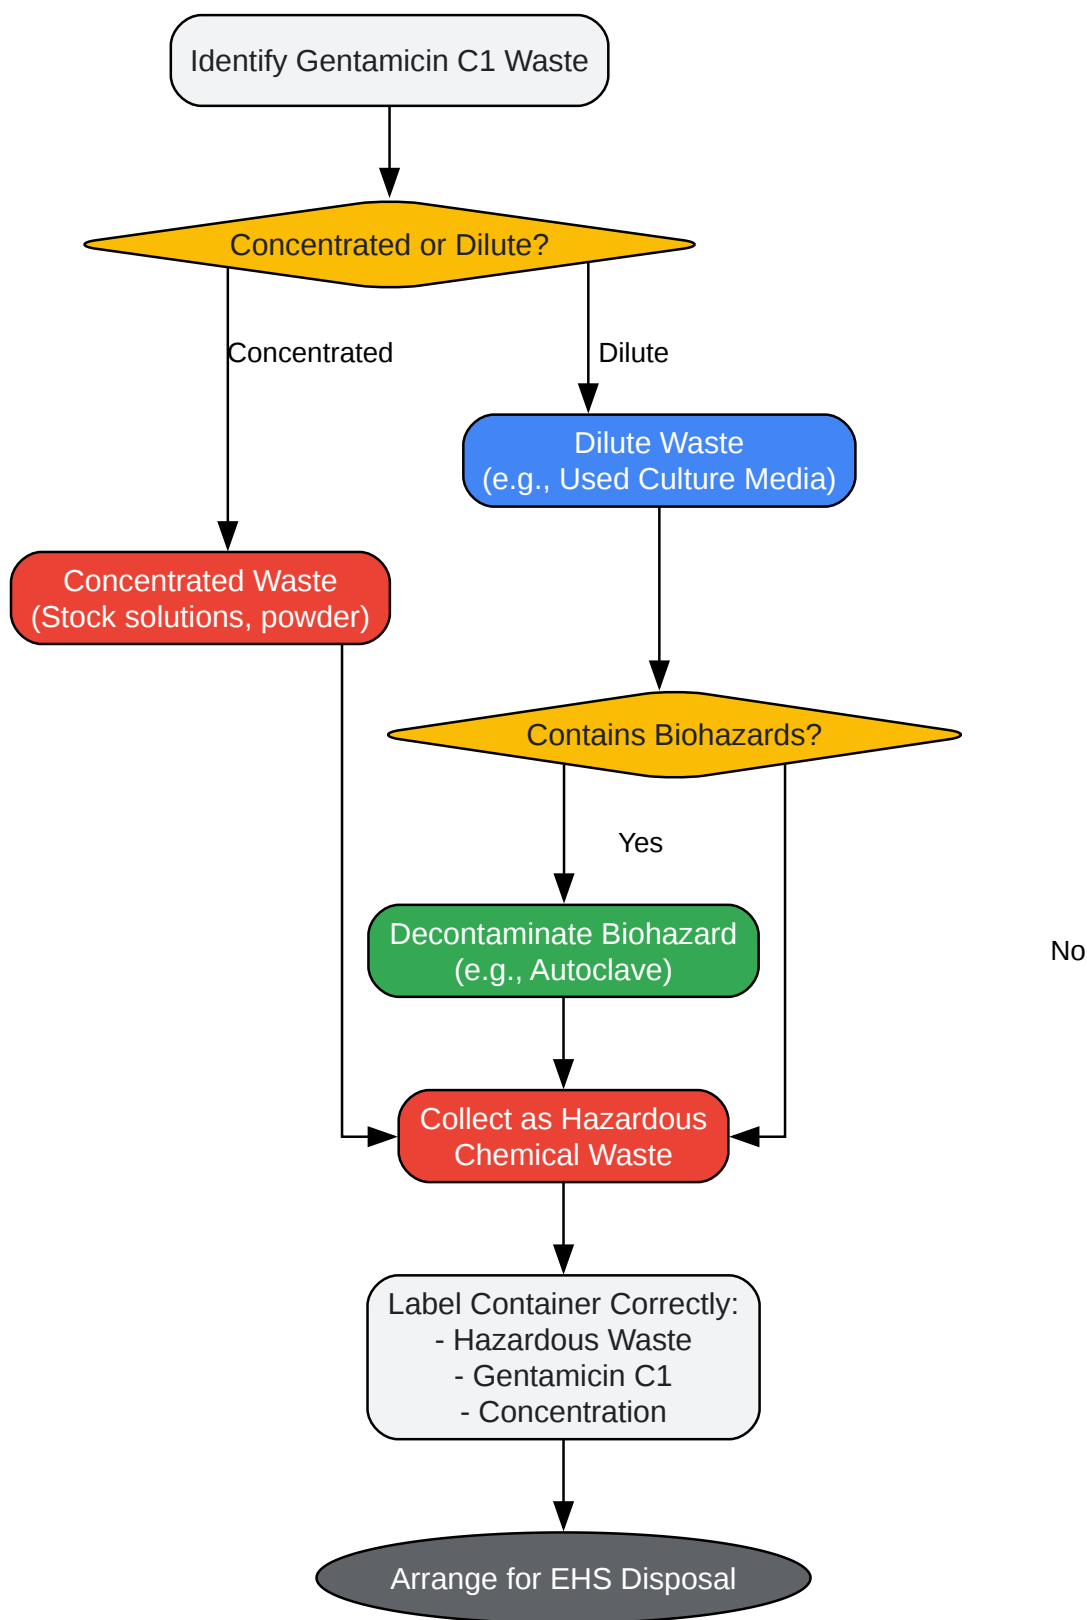 Identify Gentamicin C1 Waste
Concentrated or Dilute?
Concentrated
Dilute
Dilute Waste
(e.g., Used Culture Media)
Concentrated Waste
(Stock solutions, powder)
Contains Biohazards?
Yes
Decontaminate Biohazard
(e.g., Autoclave)
No
Collect as Hazardous
Chemical Waste
Label Container Correctly:
- Hazardous Waste
- Gentamicin C1
- Concentration
Arrange for EHS Disposal